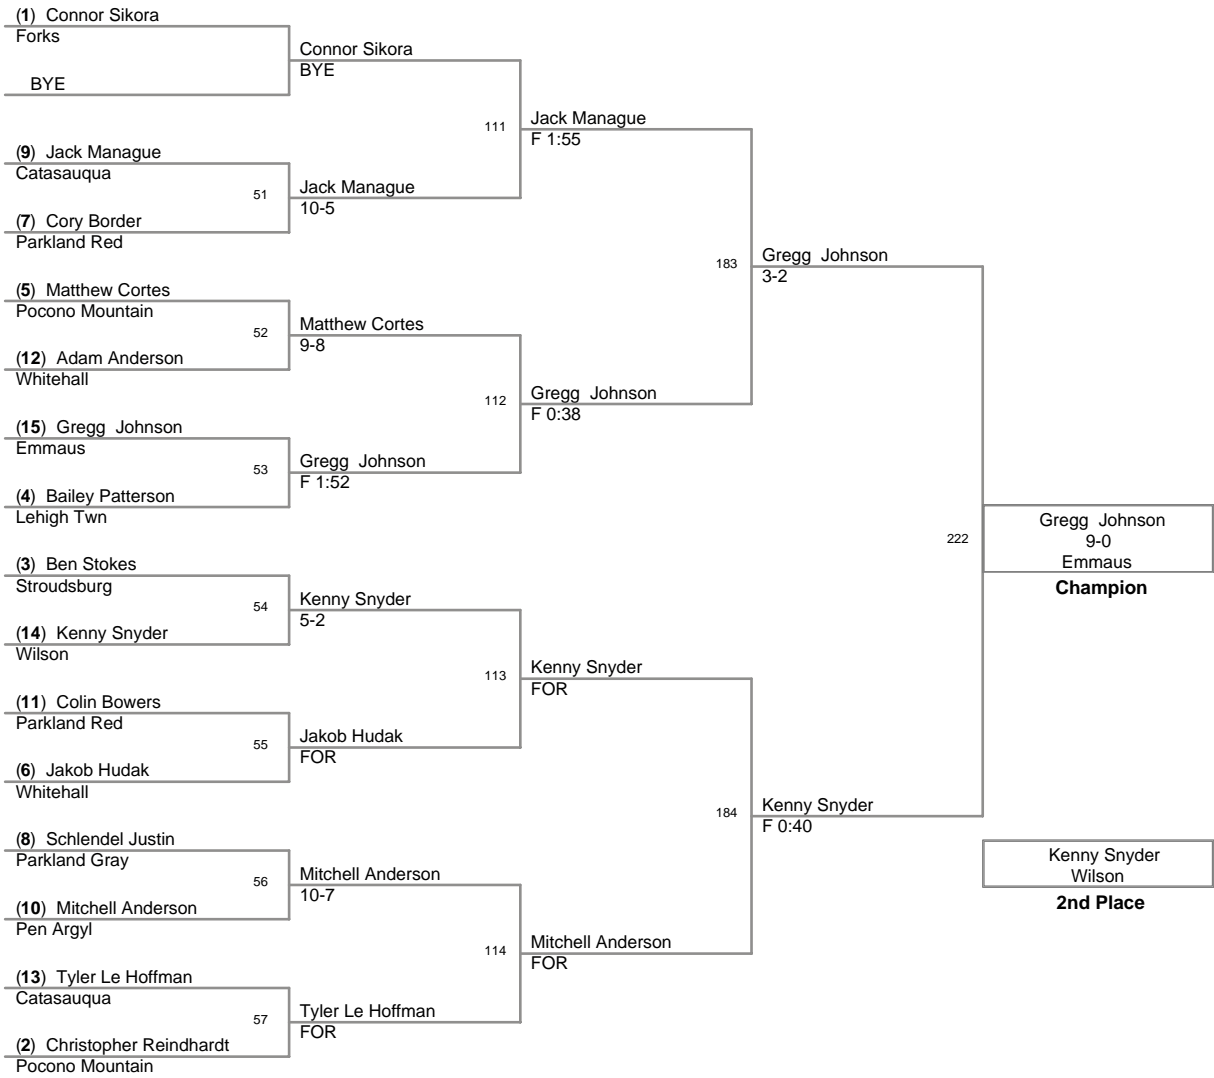 (1) Connor Sikora
Forks
BYE
(9) Jack Managued
Catasauqua
(7) Cory Border
Parkland Red
(5) Matthew Cortes
Pocono Mountain
(12) Adam Anderson
Whitehall
(15) Gregg Johnson
Emmaus
(4) Bailey Patterson
Lehigh Twn
(3) Ben Stokes
Stroudsburg
(14) Kenny Snyder
Wilson
(11) Colin Bowers
Parkland Red
(6) Jakob Hudak
Whitehall
(8) Schlendel Justin
Parkland Gray
(10) Mitchell Anderson
Pen Argyl
(13) Tyler Le Hoffman
Catasauqua
(2) Christopher Reindhardt
Pocono Mountain
51
52
53
54
55
56
57
Connor Sikora
BYE
Jack Manague
10-5
Matthew Cortes
9-8
Gregg Johnson
F 1:52
Kenny Snyder
5-2
Jakob Hudak
FOR
Mitchell Anderson
10-7
Tyler Le Hoffman
FOR
111
112
113
114
Jack Manague
F 1:55
Gregg Johnson
F 0:38
Kenny Snyder
FOR
Mitchell Anderson
FOR
183
184
Gregg Johnson
3-2
Kenny Snyder
F 0:40
222
Gregg Johnson
9-0
Emmaus
Champion
Kenny Snyder
Wilson
2nd Place